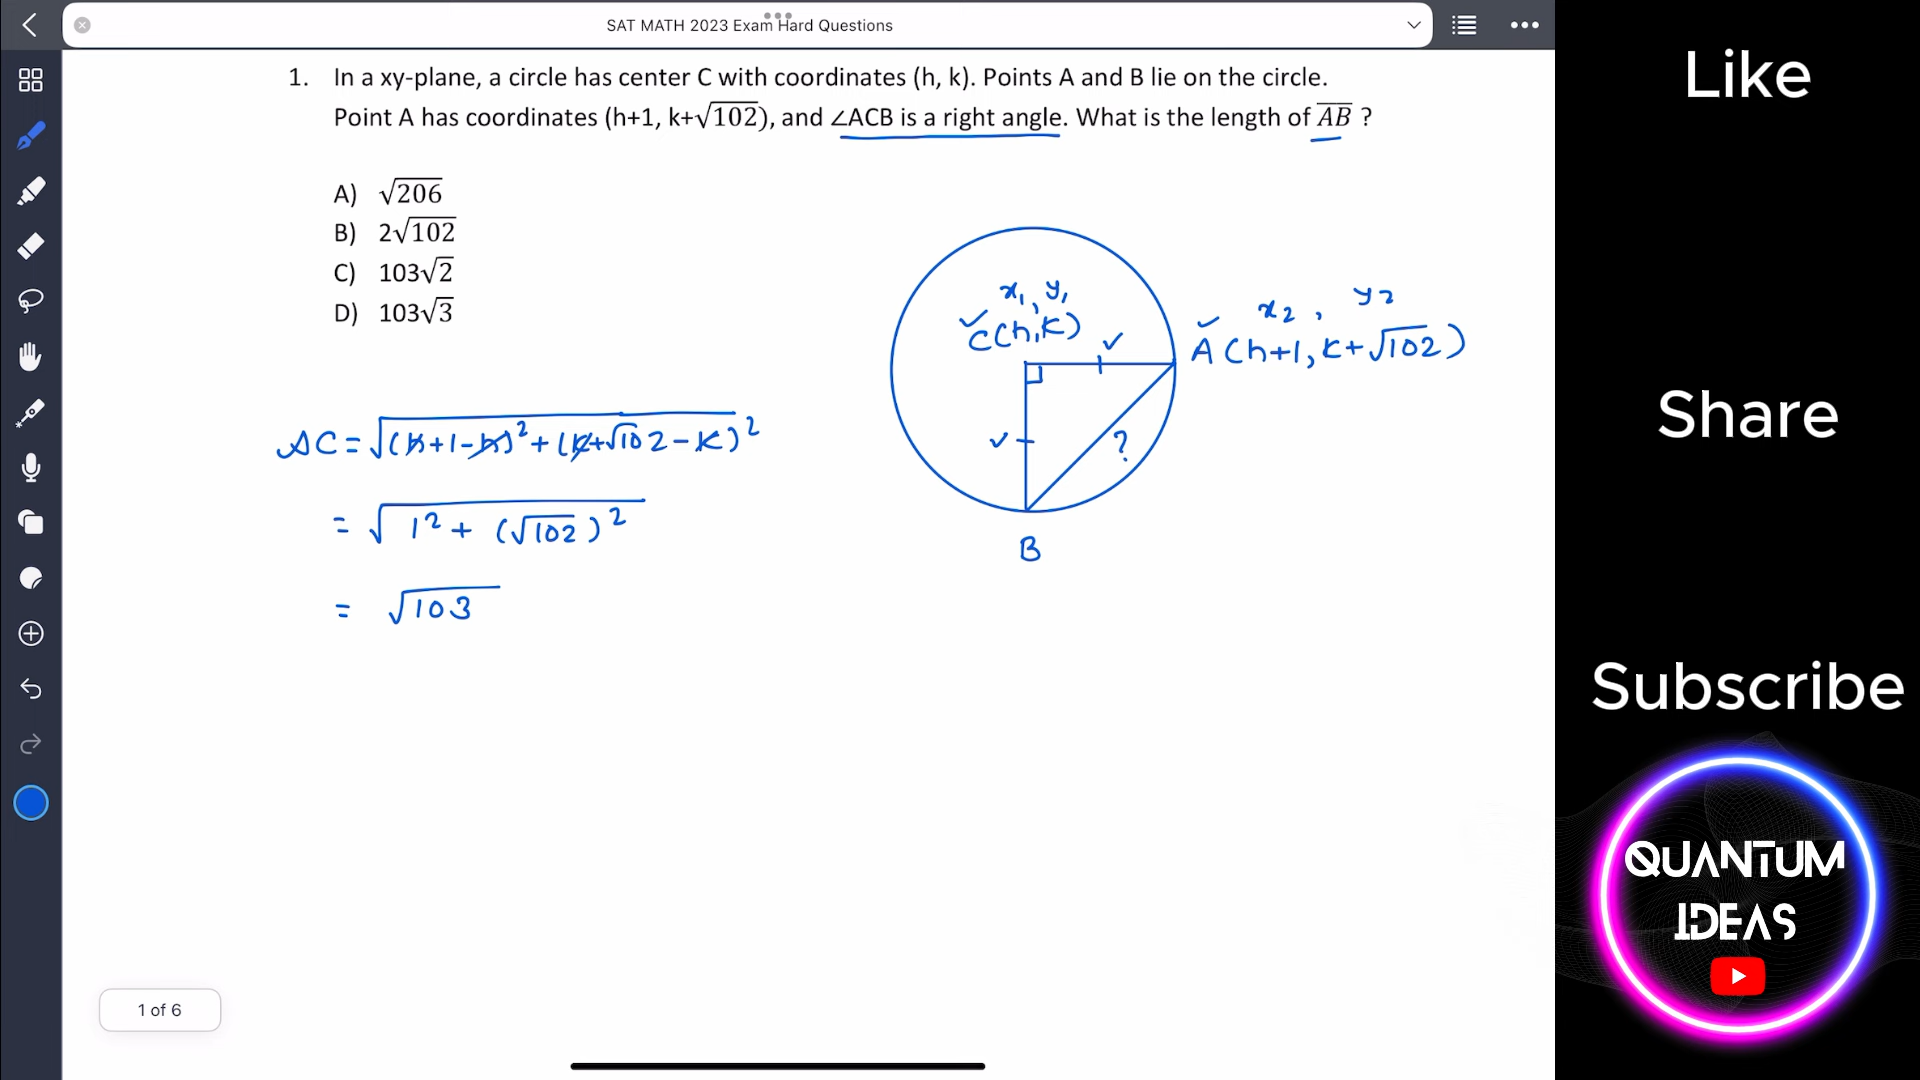 SAT MATH 2023 Exam Hard Questions
1. In a xy-plane, a circle has center C with coordinates (h, k). Points A and B lie on the circle.
Point A has coordinates (h+1, k+√102), and ∠ACB is a right angle. What is the length of AB ?
A) √206
B) 2√102
C) 103√2
D) 103√3
x₁, y₁
C(h,k)
x₂ , y₂
A (h+1, k+√102)
?
B
AC = √(h+1-h)² + (k+√102-k)²
= √1² + (√102)²
= √103
1 of 6
Like
Share
Subscribe
QUANTUM
IDEAS